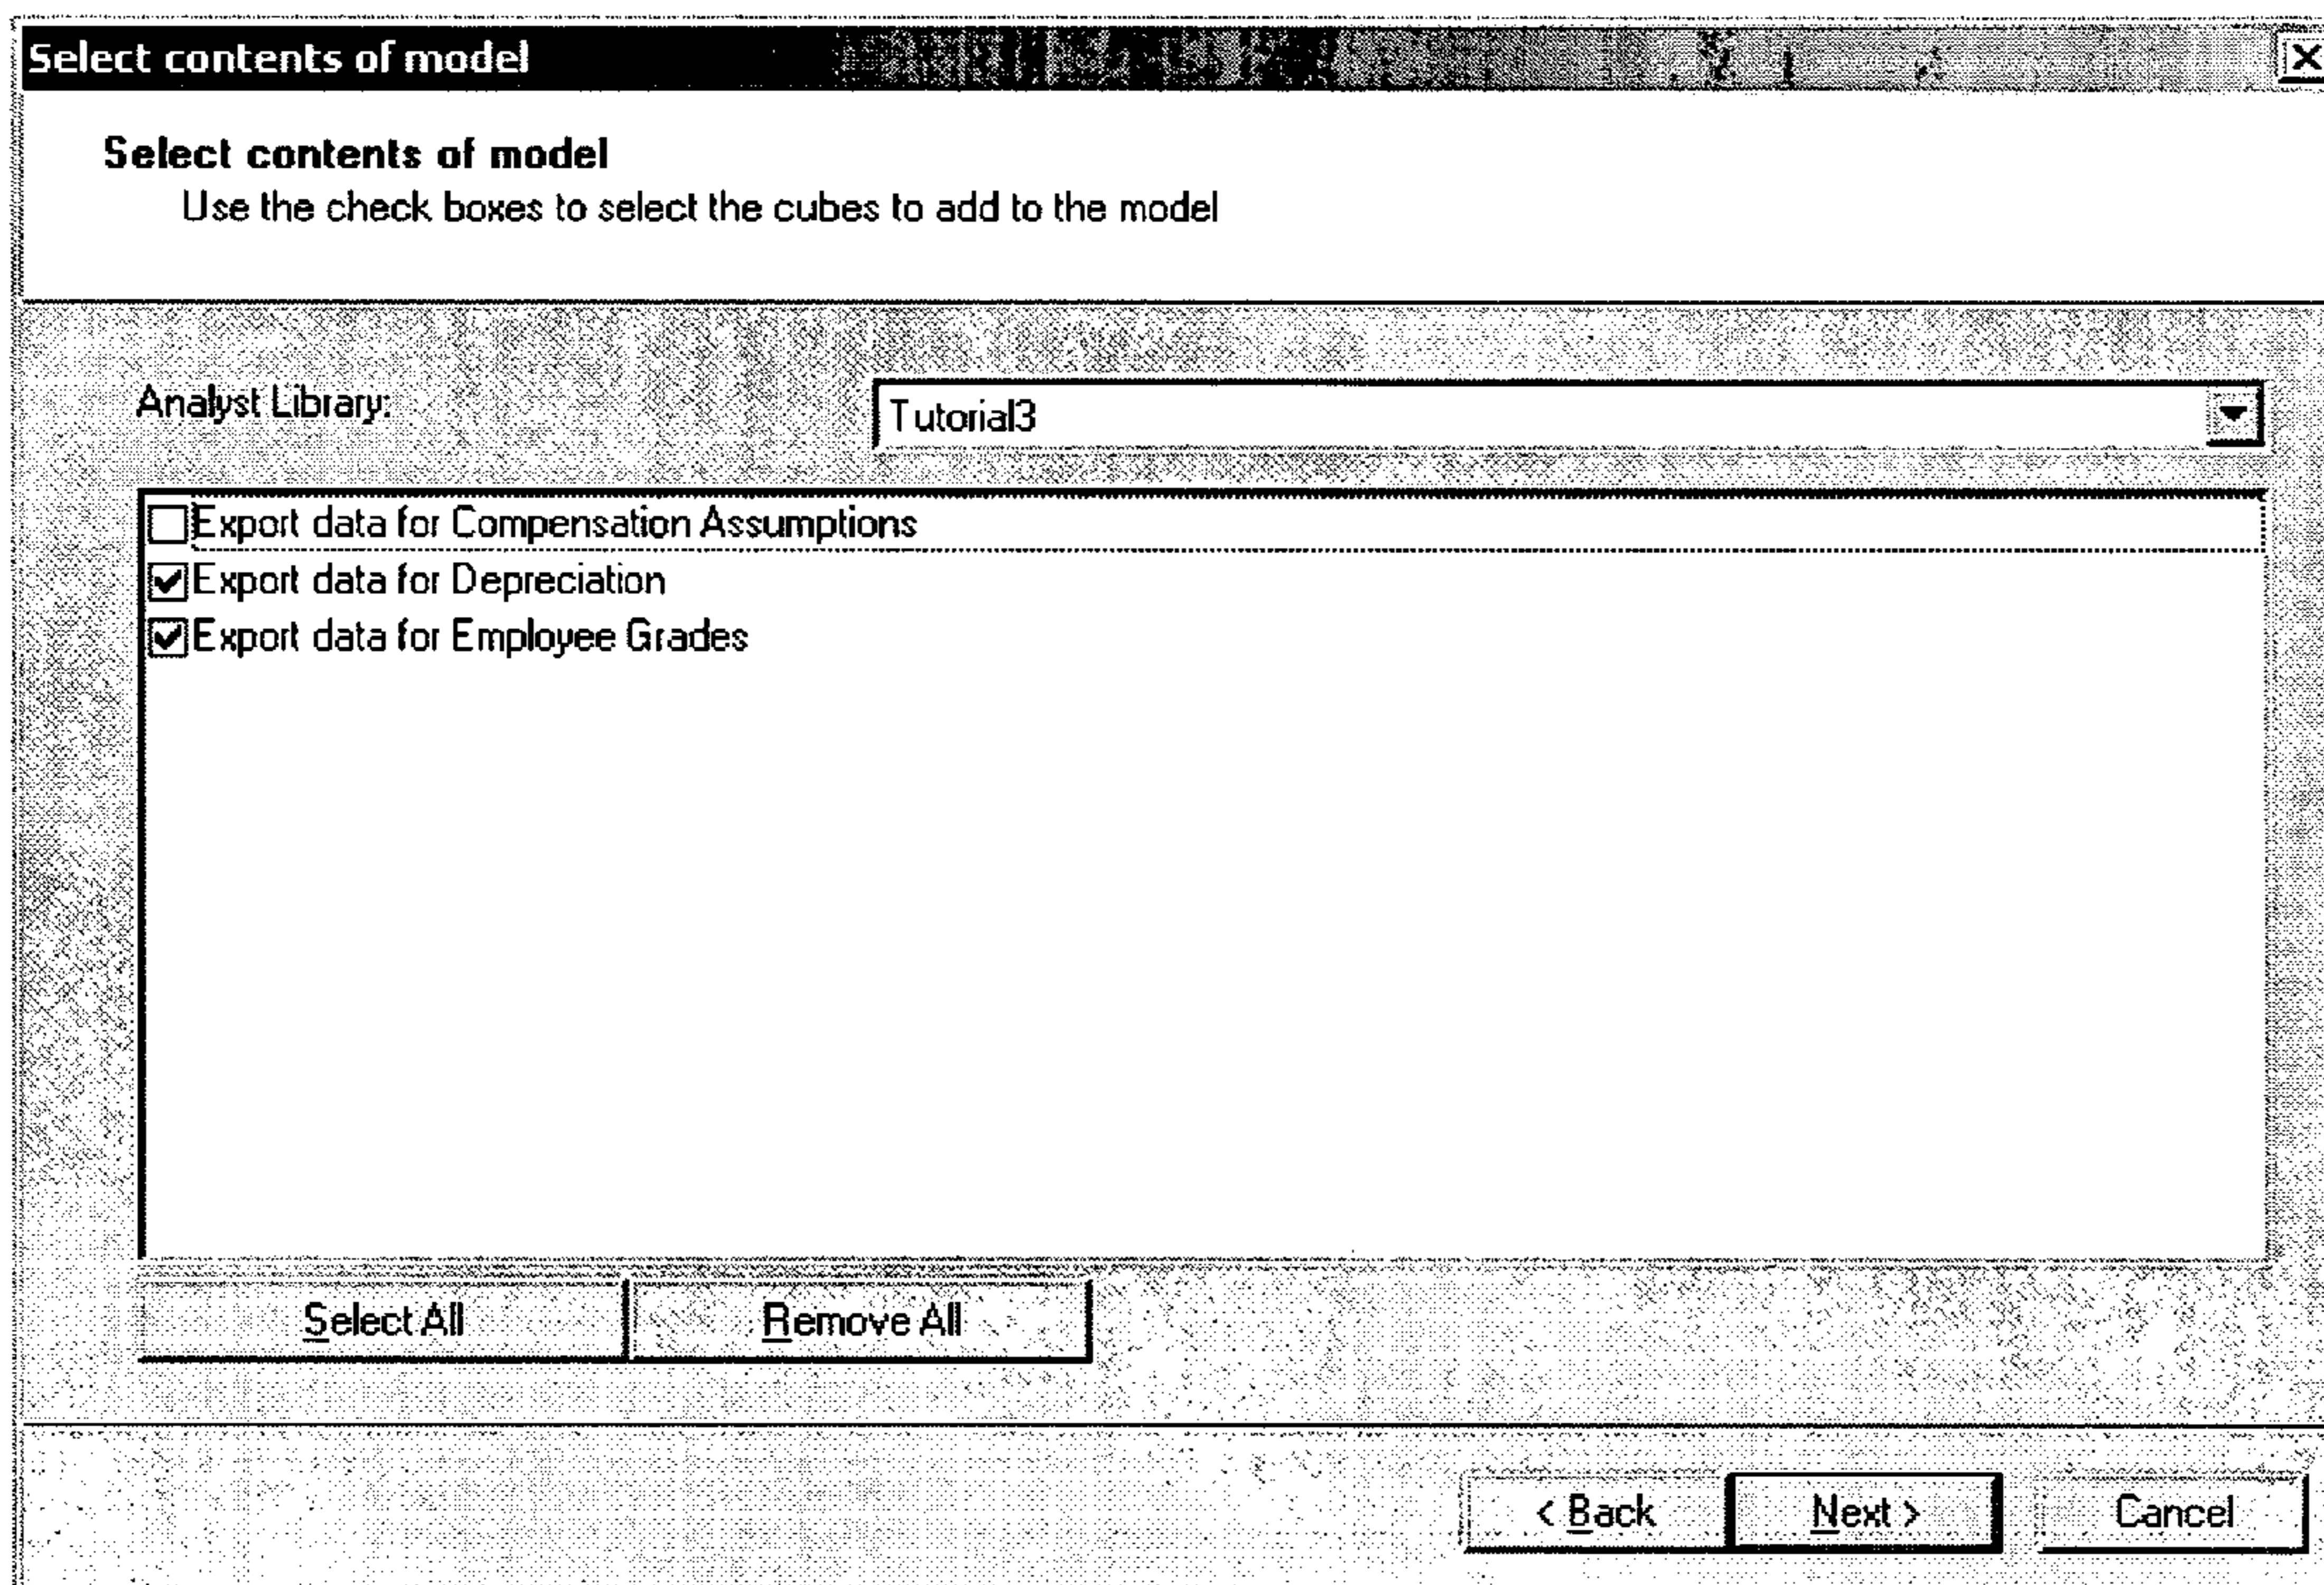 Select contents of model
Select contents of model
Use the check boxes to select the cubes to add to the model
Analyst Library:
Tutorial3
Export data for Compensation Assumptions
Export data for Depreciation
Export data for Employee Grades
Select All
Remove All
< Back
Next >
Cancel